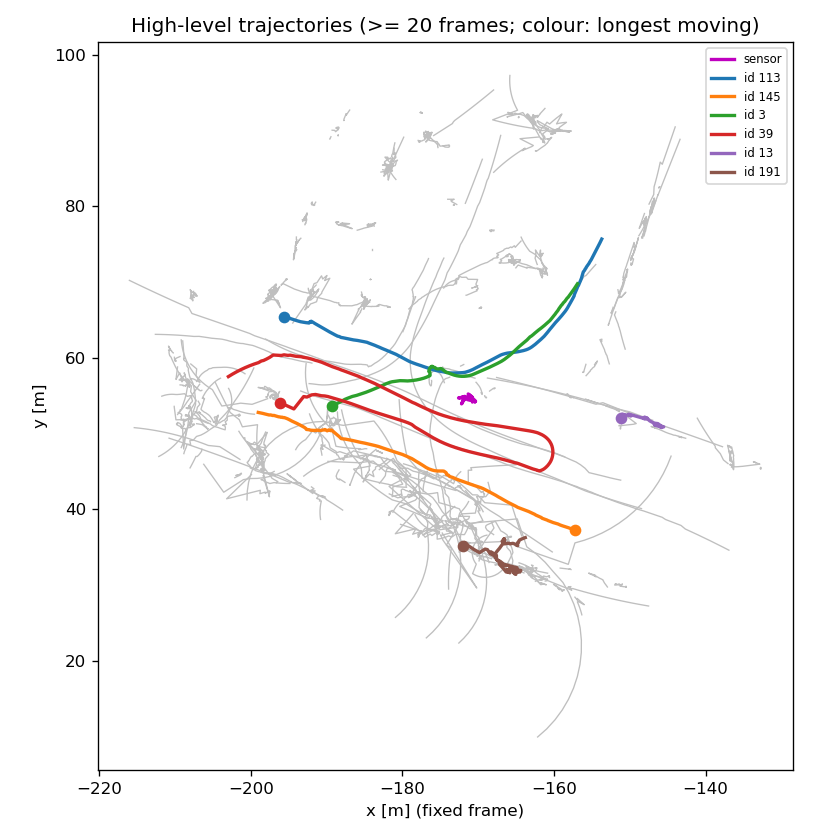 High-level trajectories (>= 20 frames; colour: longest moving)
sensor
id 113
id 145
id 3
id 39
id 13
id 191
100
80
60
40
20
y [m]
−220
−200
−180
−160
−140
x [m] (fixed frame)